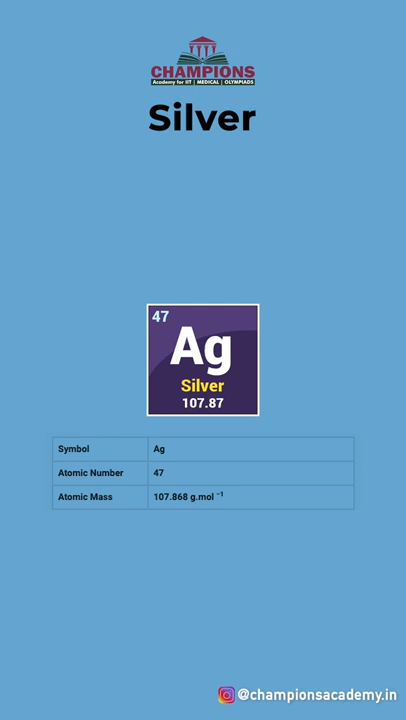 CHAMPIONS
Academy for IIT | MEDICAL | OLYMPIADS
Silver
47
Ag
Silver
107.87
Symbol Ag
Atomic Number 47
Atomic Mass 107.868 g.mol ⁻¹
@championsacademy.in